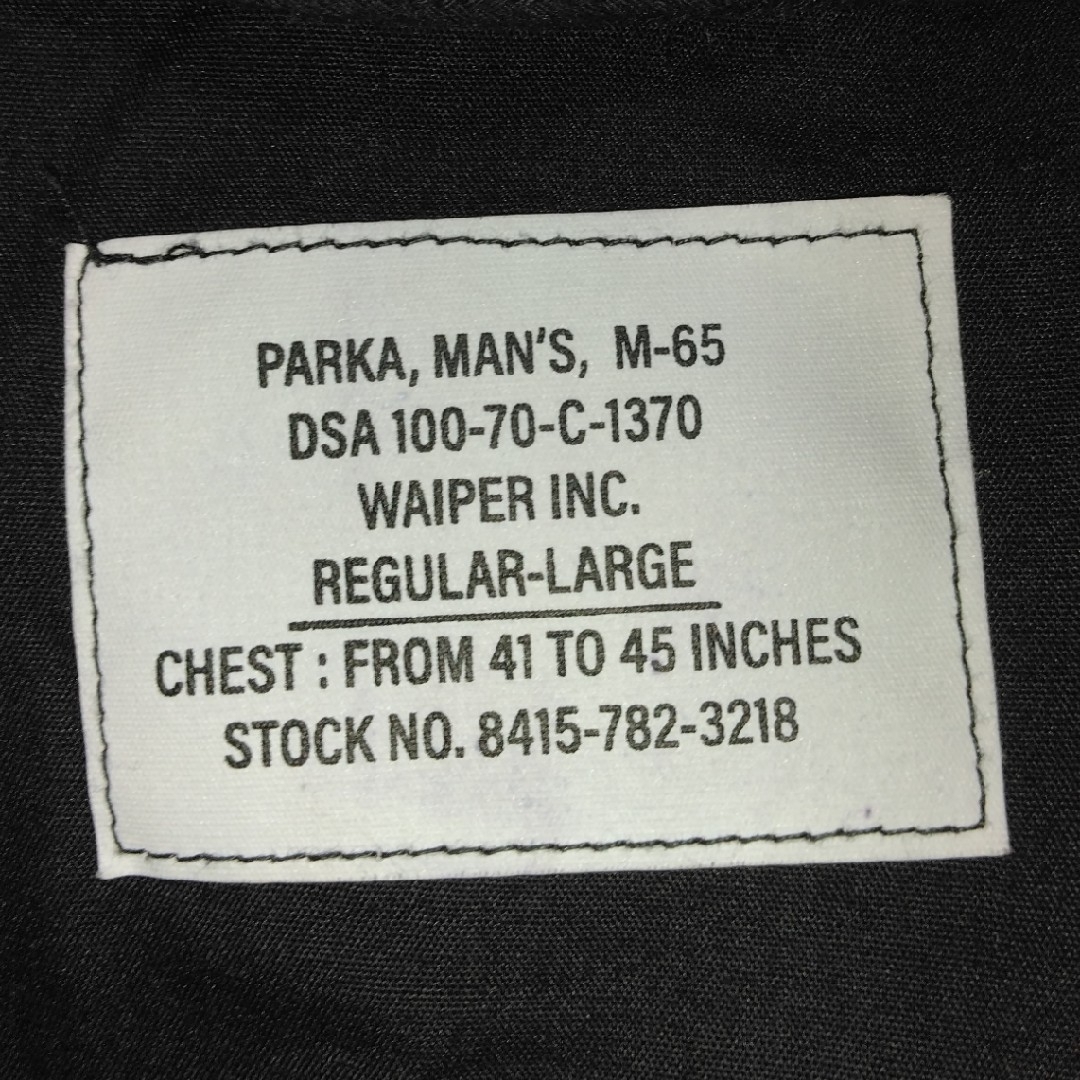 PARKA, MAN'S, M-65
DSA 100-70-C-1370
WAIPER INC.
REGULAR-LARGE
CHEST : FROM 41 TO 45 INCHES
STOCK NO. 8415-782-3218